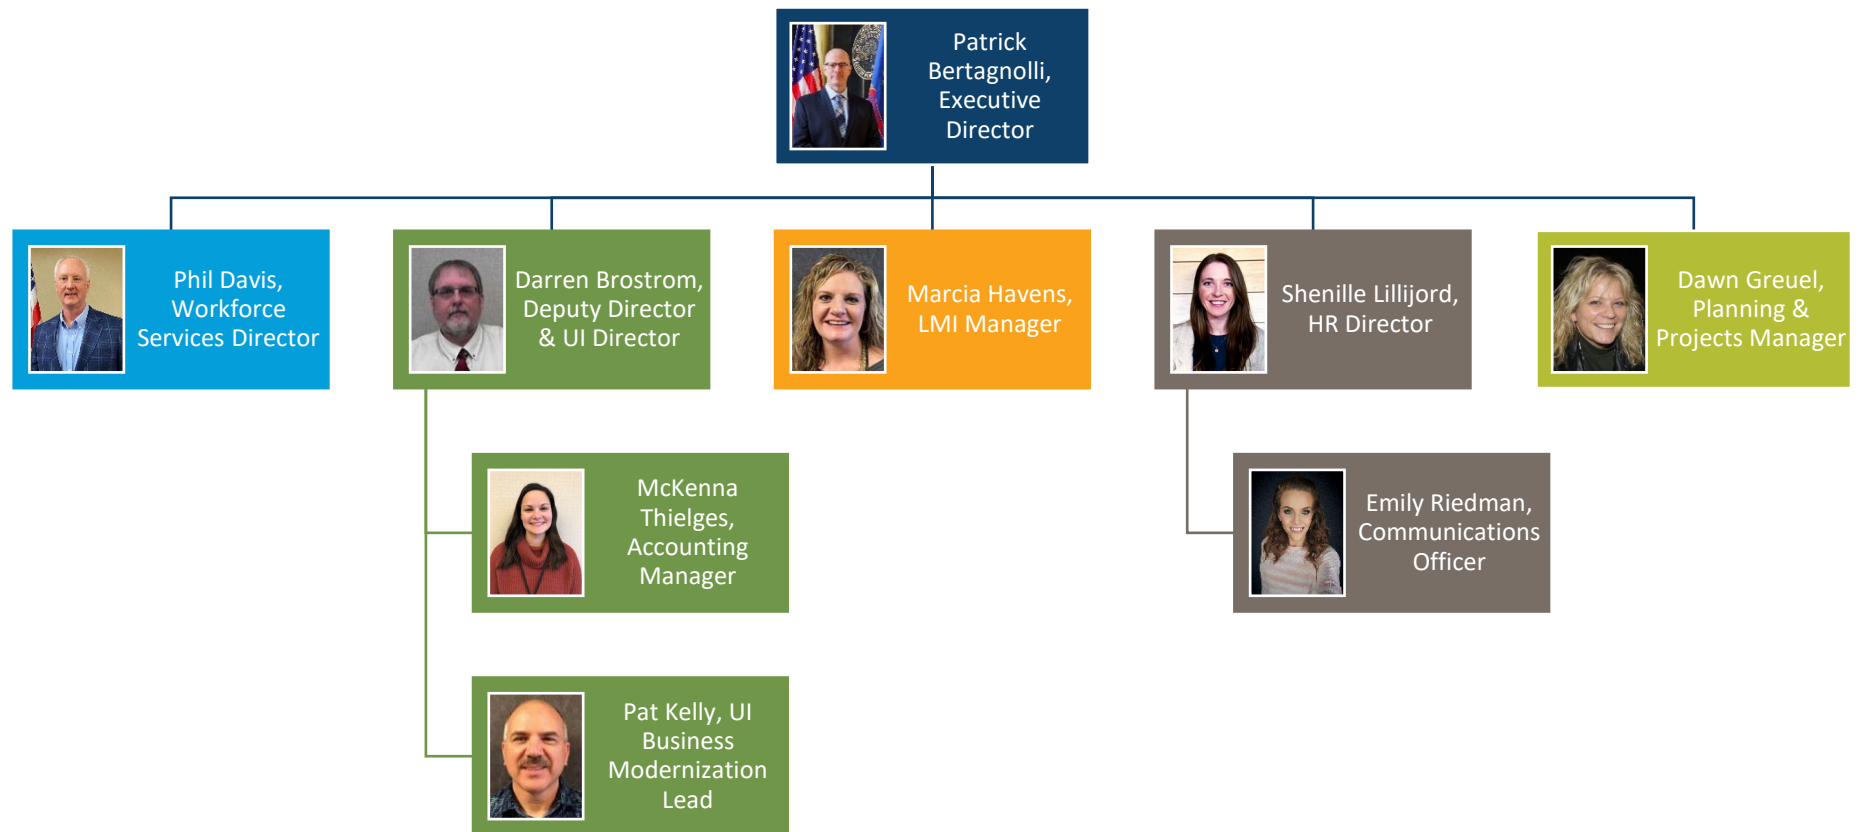 Patrick
Bertagnolli,
Executive
Director
Phil Davis,
Workforce
Services Director
Darren Brostrom,
Deputy Director
& UI Director
Marcia Havens,
LMI Manager
Shenille Lillijord,
HR Director
Dawn Greuel,
Planning &
Projects Manager
McKenna
Thielges,
Accounting
Manager
Emily Riedman,
Communications
Officer
Pat Kelly, UI
Business
Modernization
Lead